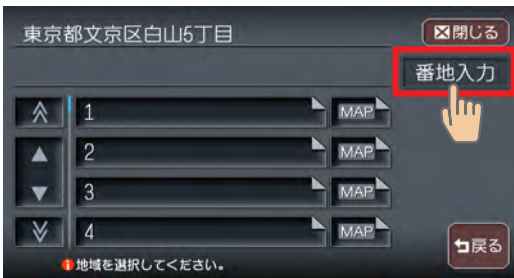 東京都文京区白山5丁目
閉じる
番地入力
1 MAP
2 MAP
3 MAP
4 MAP
地域を選択してください。
戻る